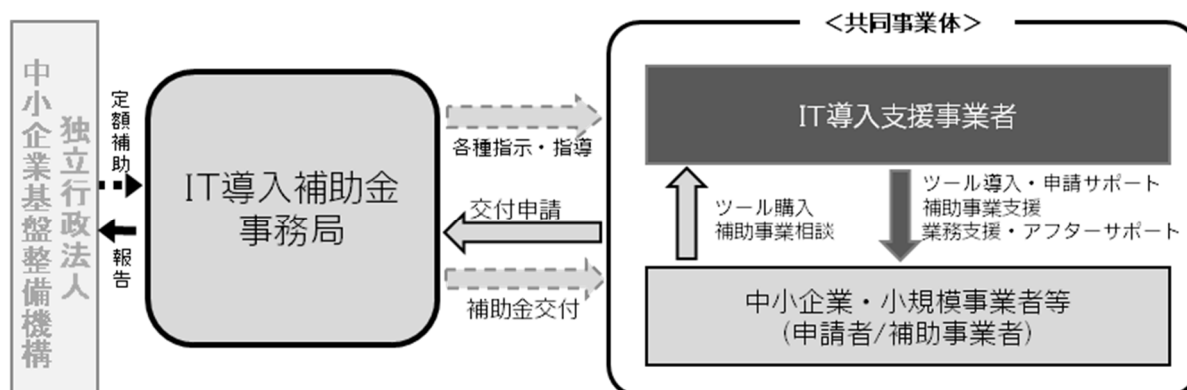 独立行政法人
中小企業基盤整備機構
定額補助
報告
IT導入補助金
事務局
各種指示・指導
交付申請
補助金交付
＜共同事業体＞
IT導入支援事業者
ツール購入
補助事業相談
ツール導入・申請サポート
補助事業支援
業務支援・アフターサポート
中小企業・小規模事業者等
(申請者/補助事業者)